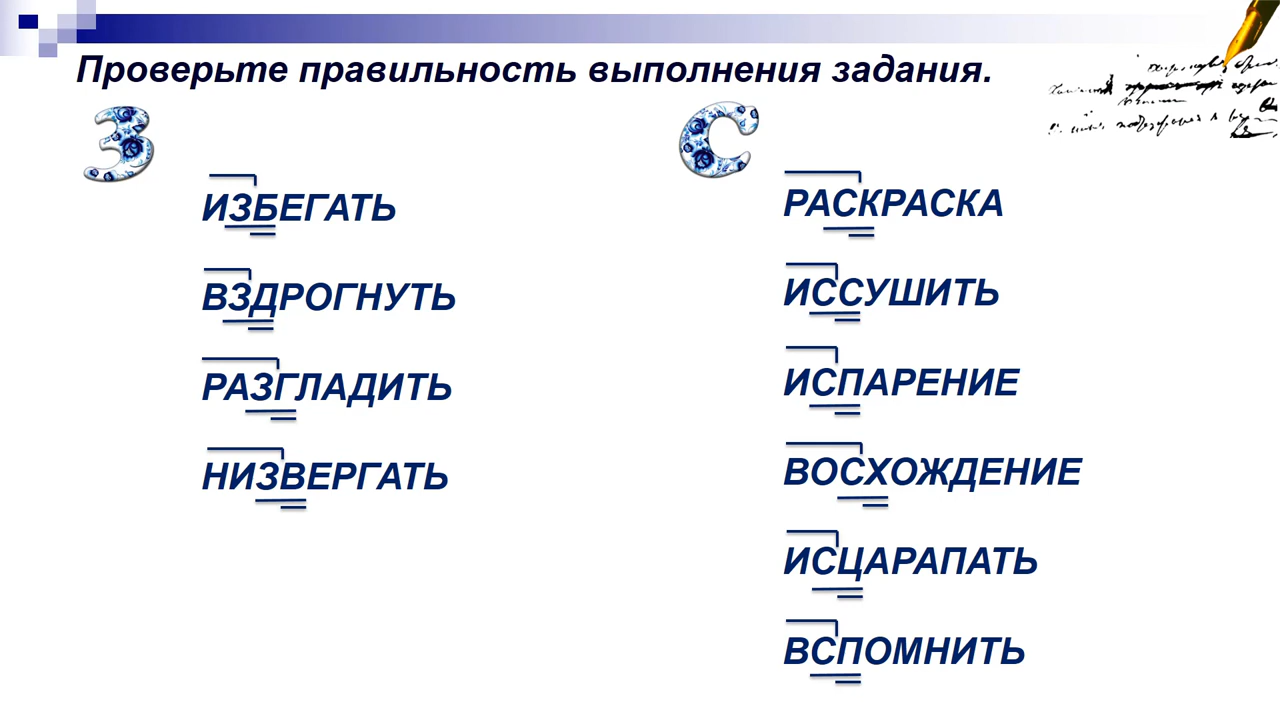 Проверьте правильность выполнения задания.
З
ИЗБЕГАТЬ
ВЗДРОГНУТЬ
РАЗГЛАДИТЬ
НИЗВЕРГАТЬ
С
РАСКРАСКА
ИССУШИТЬ
ИСПАРЕНИЕ
ВОСХОЖДЕНИЕ
ИСЦАРАПАТЬ
ВСПОМНИТЬ